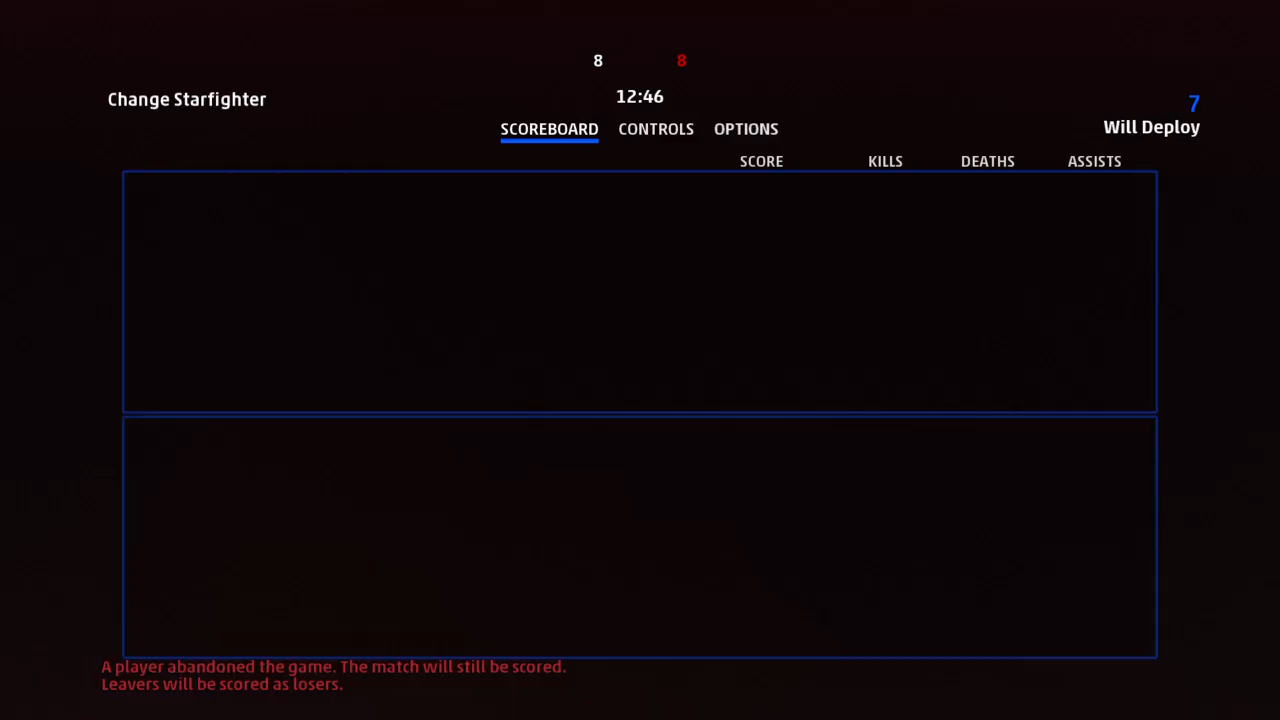 8 8
Change Starfighter 12:46 7
SCOREBOARD CONTROLS OPTIONS Will Deploy
SCORE KILLS DEATHS ASSISTS
A player abandoned the game. The match will still be scored.
Leavers will be scored as losers.